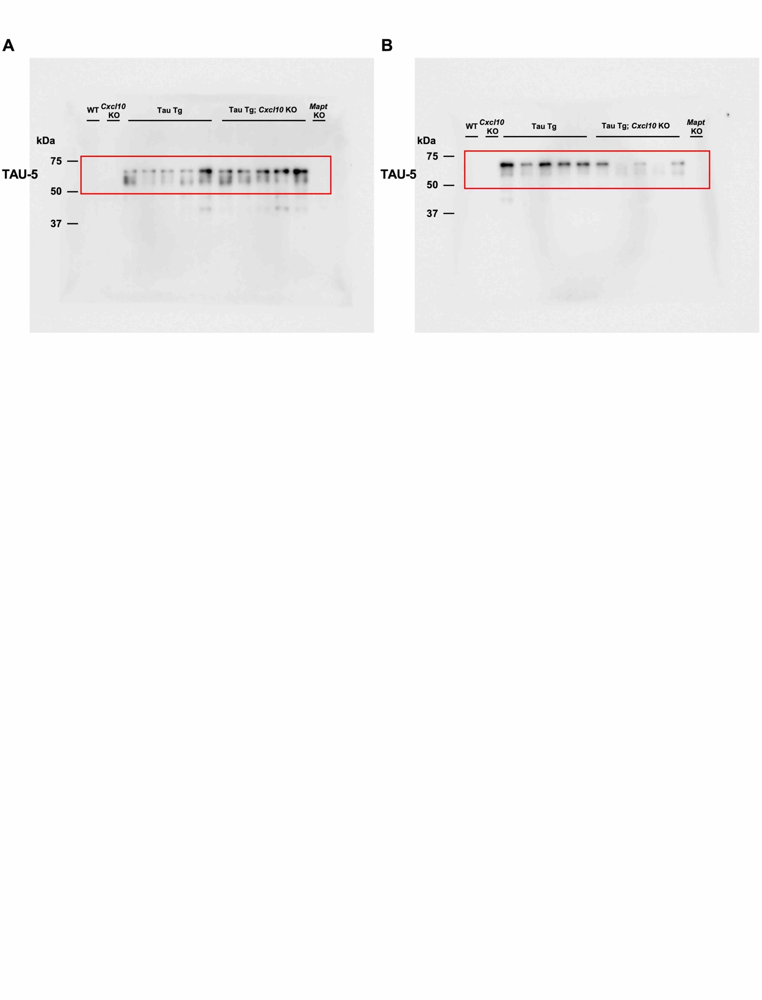 A
WT Cxcl10 KO
Tau Tg
Tau Tg; Cxcl10 KO
Mapt KO
kDa
75
TAU-5
50
37
B
WT Cxcl10 KO
Tau Tg
Tau Tg; Cxcl10 KO
Mapt KO
kDa
75
TAU-5
50
37